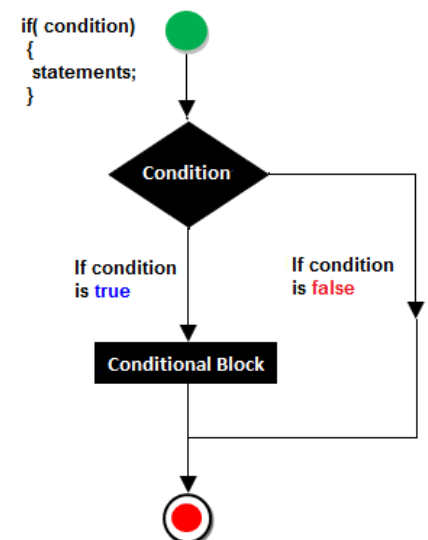 if( condition)
{
statements;
}
Condition
If condition
is true
If condition
is false
Conditional Block